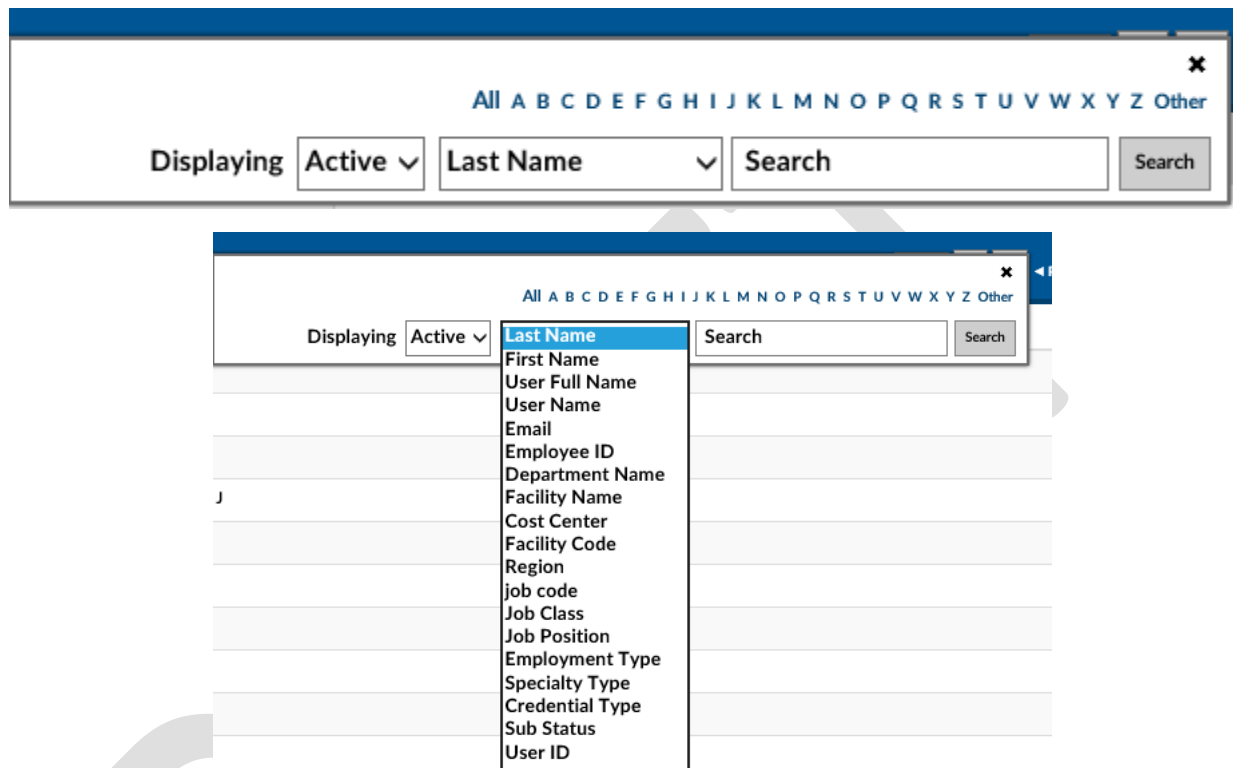 All A B C D E F G H I J K L M N O P Q R S T U V W X Y Z Other
Displaying Active Last Name Search Search
All A B C D E F G H I J K L M N O P Q R S T U V W X Y Z Other
Displaying Active Last Name Search Search
First Name
User Full Name
User Name
Email
Employee ID
Department Name
Facility Name
J
Cost Center
Facility Code
Region
job code
Job Class
Job Position
Employment Type
Specialty Type
Credential Type
Sub Status
User ID